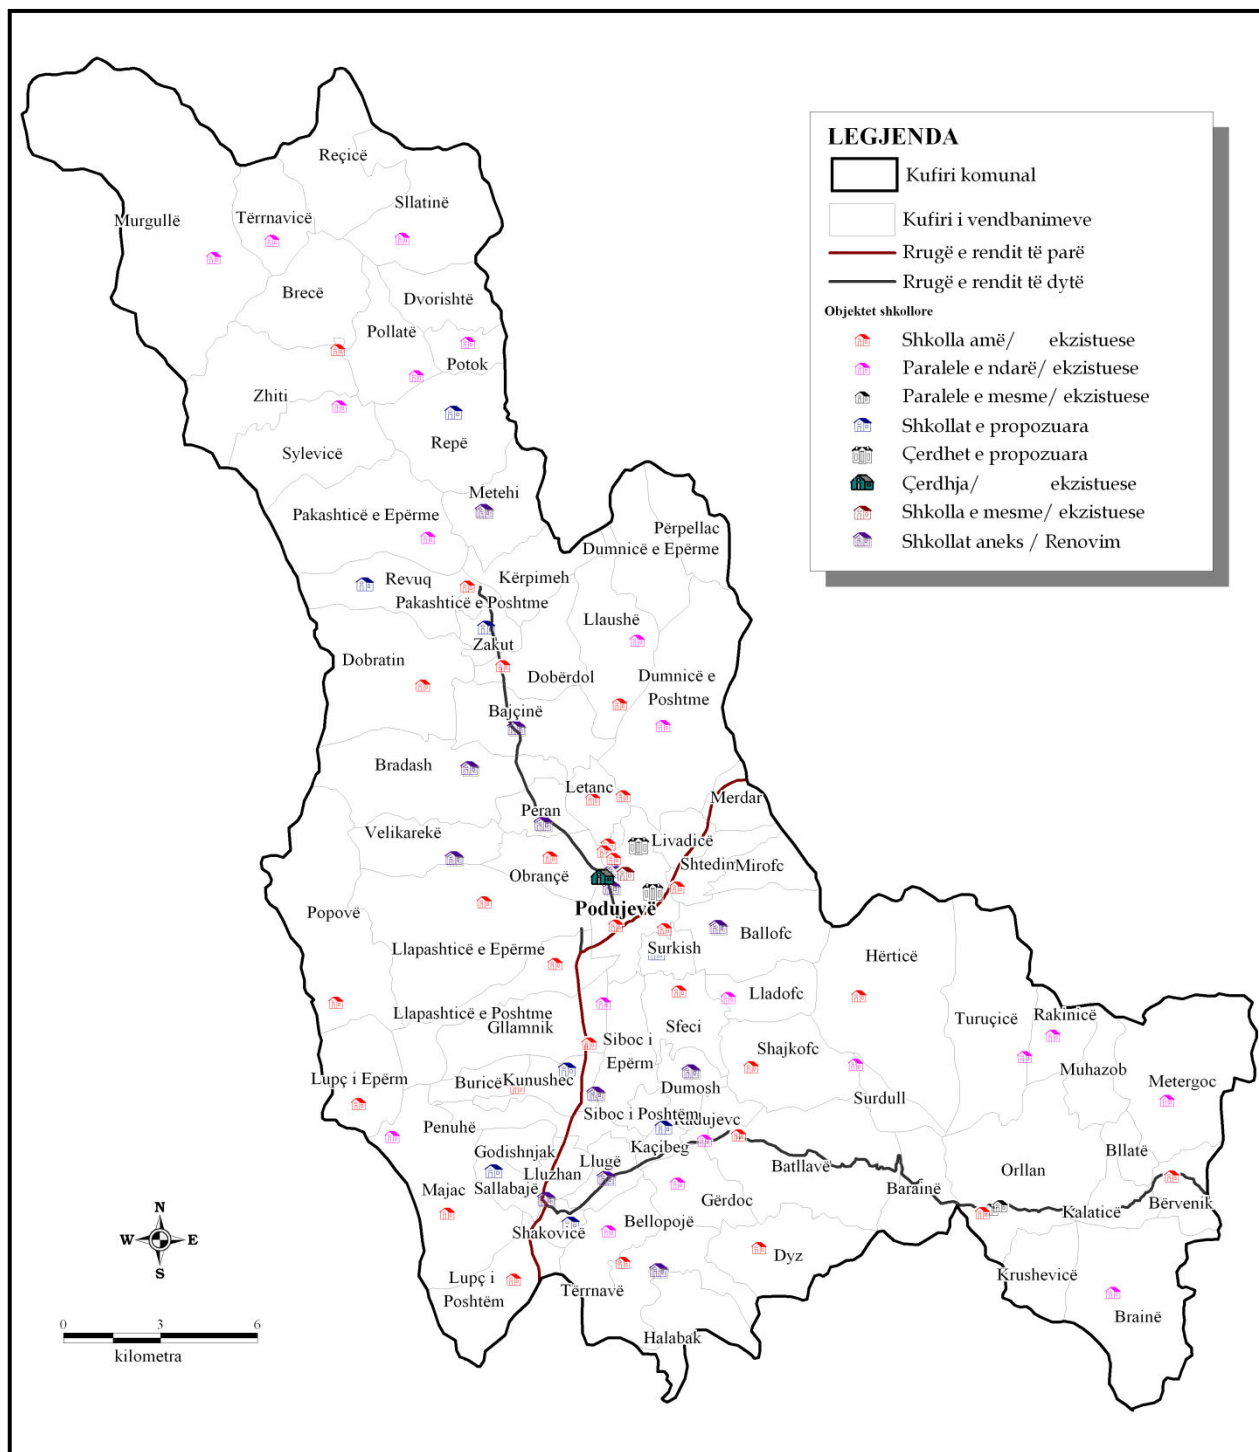 LEGJENDA
Kufiri komunal
Kufiri i vendbanimeve
Rrugë e rendit të parë
Rrugë e rendit të dytë
Objektet shkollore
Shkolla amë/ ekzistuese
Paralele e ndarë/ ekzistuese
Paralele e mesme/ ekzistuese
Shkollat e propozuara
Çerdhet e propozuara
Çerdhja/ ekzistuese
Shkolla e mesme/ ekzistuese
Shkollat aneks / Renovim
Reçicë
Sllatinë
Tërrnavicë
Murgullë
Brecë
Dvorishtë
Pollatë
Potok
Zhiti
Repë
Sylevicë
Metehi
Pakashticë e Epërme
Përpellac
Dumnicë e Epërme
Kërpimeh
Revuq
Pakashticë e Poshtme
Llaushë
Zakut
Dobratin
Dobërdol
Dumnicë e
Poshtme
Bajçinë
Bradash
Letanc
Merdar
Peran
Velikarekë
Livadicë
Shtedin
Mirofc
Obrançë
Podujevë
Popovë
Ballofc
Llapashticë e Epërme
Surkish
Hërticë
Lladofc
Llapashticë e Poshtme
Gllamnik
Sfeci
Turuçicë
Rakinicë
Siboc i
Epërm
Shajkofc
Muhazob
Lupç i Epërm
Buricë
Kunushec
Dumosh
Surdull
Metergoc
Siboc i Poshtëm
Penuhë
Radujevc
Kaçibeg
Godishnjak
Llugë
Batllavë
Bllatë
Orllan
Lluzhan
Sallabajë
Majac
Gërdoc
Barainë
Bërvenik
Kalaticë
Bellopojë
Shakovicë
Dyz
Lupç i
Poshtëm
Tërrnavë
Krushevicë
Brainë
Halabak
N
W
E
S
0
3
6
kilometra